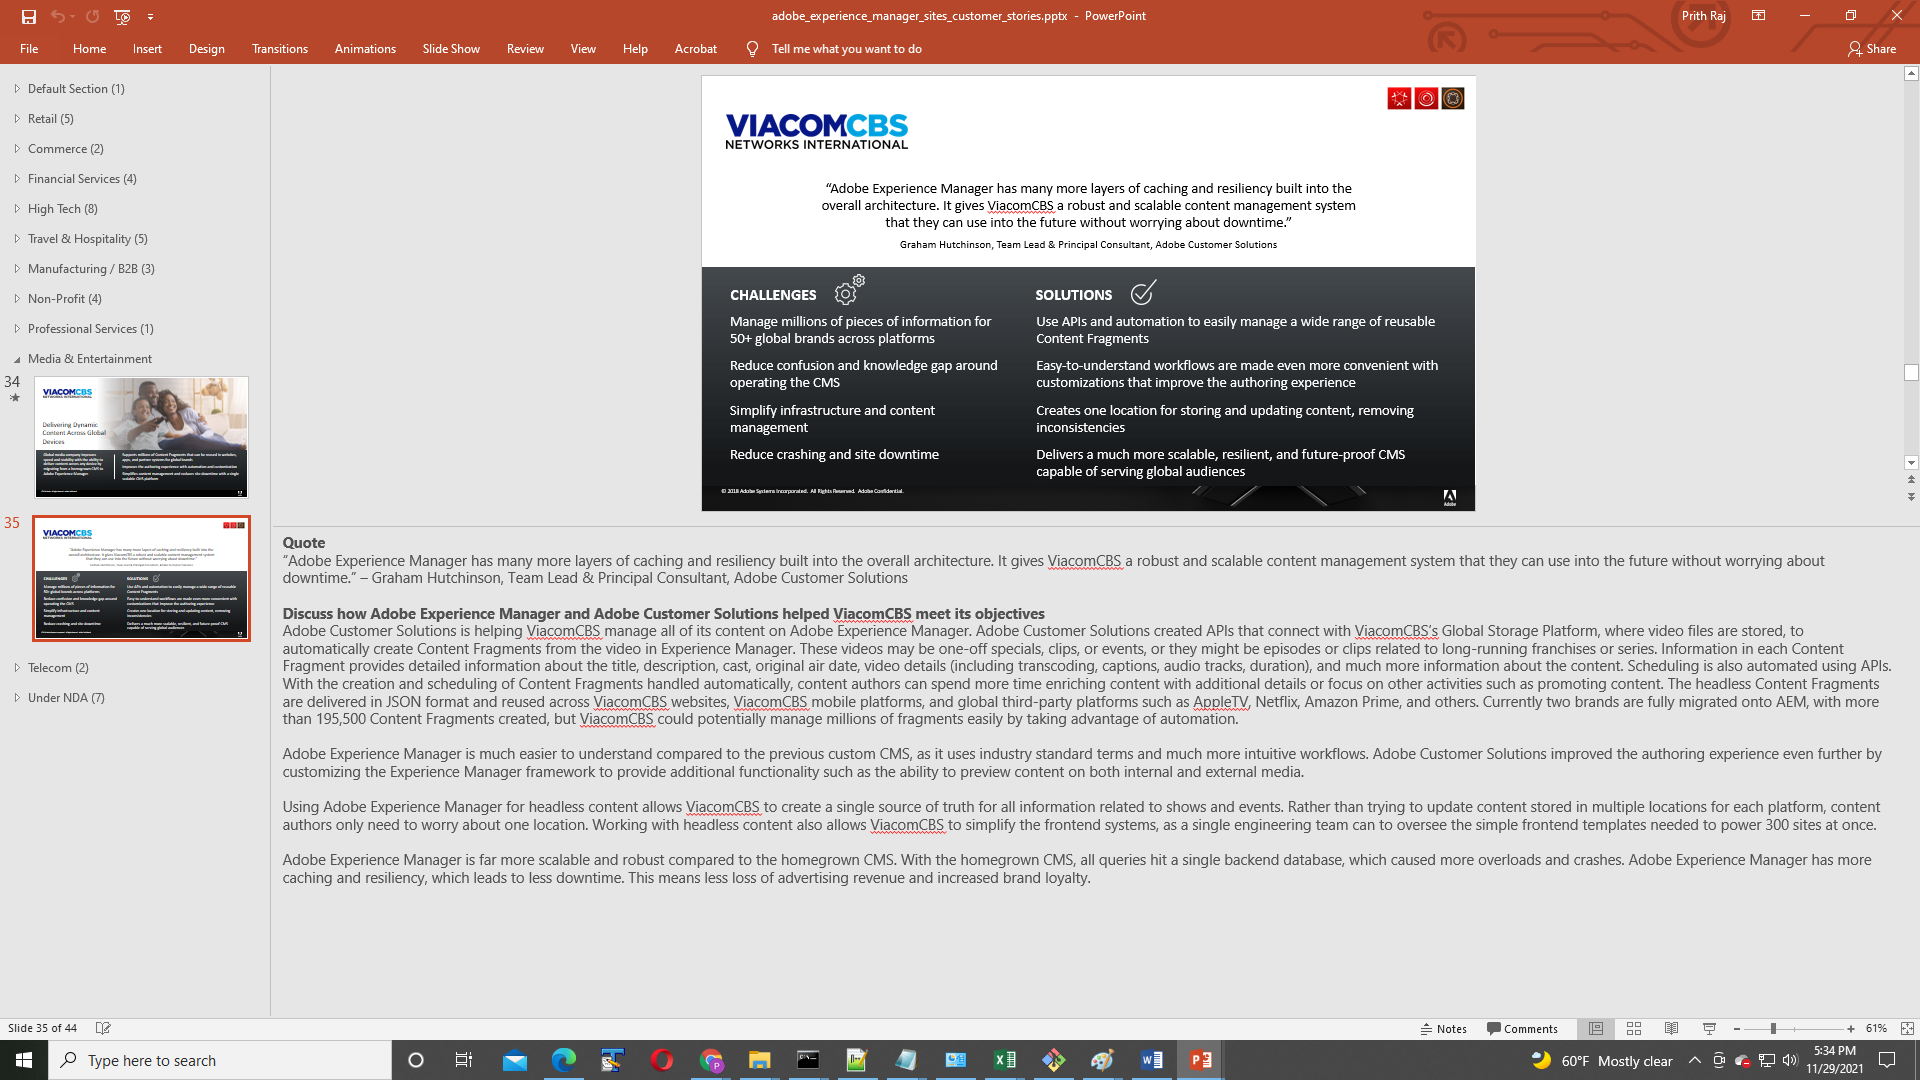 adobe_experience_manager_sites_customer_stories.pptx - PowerPoint
Prith Raj
File Home Insert Design Transitions Animations Slide Show Review View Help Acrobat Tell me what you want to do Share
Default Section (1)
Retail (5)
Commerce (2)
Financial Services (4)
High Tech (8)
Travel & Hospitality (5)
Manufacturing / B2B (3)
Non-Profit (4)
Professional Services (1)
Media & Entertainment
34
VIACOMCBS
Delivering Dynamic
Content Across Global
Devices
35
VIACOMCBS
CHALLENGES
SOLUTIONS
Telecom (2)
Under NDA (7)
VIACOMCBS
NETWORKS INTERNATIONAL
“Adobe Experience Manager has many more layers of caching and resiliency built into the
overall architecture. It gives ViacomCBS a robust and scalable content management system
that they can use into the future without worrying about downtime.”
Graham Hutchinson, Team Lead & Principal Consultant, Adobe Customer Solutions
CHALLENGES
Manage millions of pieces of information for
50+ global brands across platforms
Reduce confusion and knowledge gap around
operating the CMS
Simplify infrastructure and content
management
Reduce crashing and site downtime
SOLUTIONS
Use APIs and automation to easily manage a wide range of reusable
Content Fragments
Easy-to-understand workflows are made even more convenient with
customizations that improve the authoring experience
Creates one location for storing and updating content, removing
inconsistencies
Delivers a much more scalable, resilient, and future-proof CMS
capable of serving global audiences
© 2018 Adobe Systems Incorporated. All Rights Reserved. Adobe Confidential.
Adobe
Quote
“Adobe Experience Manager has many more layers of caching and resiliency built into the overall architecture. It gives ViacomCBS a robust and scalable content management system that they can use into the future without worrying about
downtime.” – Graham Hutchinson, Team Lead & Principal Consultant, Adobe Customer Solutions
Discuss how Adobe Experience Manager and Adobe Customer Solutions helped ViacomCBS meet its objectives
Adobe Customer Solutions is helping ViacomCBS manage all of its content on Adobe Experience Manager. Adobe Customer Solutions created APIs that connect with ViacomCBS’s Global Storage Platform, where video files are stored, to
automatically create Content Fragments from the video in Experience Manager. These videos may be one-off specials, clips, or events, or they might be episodes or clips related to long-running franchises or series. Information in each Content
Fragment provides detailed information about the title, description, cast, original air date, video details (including transcoding, captions, audio tracks, duration), and much more information about the content. Scheduling is also automated using APIs.
With the creation and scheduling of Content Fragments handled automatically, content authors can spend more time enriching content with additional details or focus on other activities such as promoting content. The headless Content Fragments
are delivered in JSON format and reused across ViacomCBS websites, ViacomCBS mobile platforms, and global third-party platforms such as AppleTV, Netflix, Amazon Prime, and others. Currently two brands are fully migrated onto AEM, with more
than 195,500 Content Fragments created, but ViacomCBS could potentially manage millions of fragments easily by taking advantage of automation.
Adobe Experience Manager is much easier to understand compared to the previous custom CMS, as it uses industry standard terms and much more intuitive workflows. Adobe Customer Solutions improved the authoring experience even further by
customizing the Experience Manager framework to provide additional functionality such as the ability to preview content on both internal and external media.
Using Adobe Experience Manager for headless content allows ViacomCBS to create a single source of truth for all information related to shows and events. Rather than trying to update content stored in multiple locations for each platform, content
authors only need to worry about one location. Working with headless content also allows ViacomCBS to simplify the frontend systems, as a single engineering team can to oversee the simple frontend templates needed to power 300 sites at once.
Adobe Experience Manager is far more scalable and robust compared to the homegrown CMS. With the homegrown CMS, all queries hit a single backend database, which caused more overloads and crashes. Adobe Experience Manager has more
caching and resiliency, which leads to less downtime. This means less loss of advertising revenue and increased brand loyalty.
Slide 35 of 44
Notes Comments 61%
Type here to search
60°F Mostly clear
5:34 PM
11/29/2021